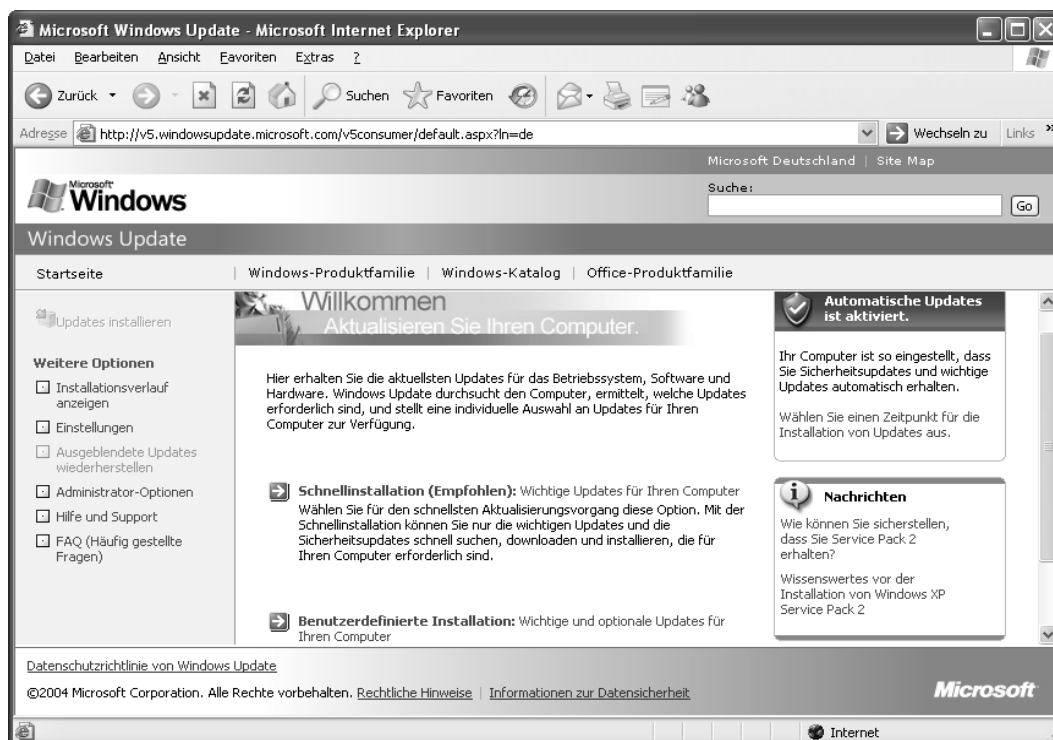 Microsoft Windows Update - Microsoft Internet Explorer
Datei Bearbeiten Ansicht Favoriten Extras ?
Zurück Suchen Favoriten
Adresse http://v5.windowsupdate.microsoft.com/v5consumer/default.aspx?ln=de Wechseln zu Links »
Microsoft Deutschland | Site Map
Microsoft
Windows
Suche:
Go
Windows Update
Startseite | Windows-Produktfamilie | Windows-Katalog | Office-Produktfamilie
Updates installieren
Weitere Optionen
Installationsverlauf
anzeigen
Einstellungen
Ausgeblendete Updates
wiederherstellen
Administrator-Optionen
Hilfe und Support
FAQ (Häufig gestellte
Fragen)
Willkommen
Aktualisieren Sie Ihren Computer.
Hier erhalten Sie die aktuellsten Updates für das Betriebssystem, Software und
Hardware. Windows Update durchsucht den Computer, ermittelt, welche Updates
erforderlich sind, und stellt eine individuelle Auswahl an Updates für Ihren
Computer zur Verfügung.
Schnellinstallation (Empfohlen): Wichtige Updates für Ihren Computer
Wählen Sie für den schnellsten Aktualisierungsvorgang diese Option. Mit der
Schnellinstallation können Sie nur die wichtigen Updates und die
Sicherheitsupdates schnell suchen, downloaden und installieren, die für
Ihren Computer erforderlich sind.
Benutzerdefinierte Installation: Wichtige und optionale Updates für
Ihren Computer
Automatische Updates
ist aktiviert.
Ihr Computer ist so eingestellt, dass
Sie Sicherheitsupdates und wichtige
Updates automatisch erhalten.
Wählen Sie einen Zeitpunkt für die
Installation von Updates aus.
Nachrichten
Wie können Sie sicherstellen,
dass Sie Service Pack 2
erhalten?
Wissenswertes vor der
Installation von Windows XP
Service Pack 2
Datenschutzrichtlinie von Windows Update
©2004 Microsoft Corporation. Alle Rechte vorbehalten. Rechtliche Hinweise | Informationen zur Datensicherheit
Microsoft
Internet